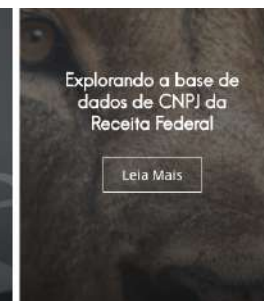 Explorando a base de
dados de CNPJ da
Receita Federal
Leia Mais